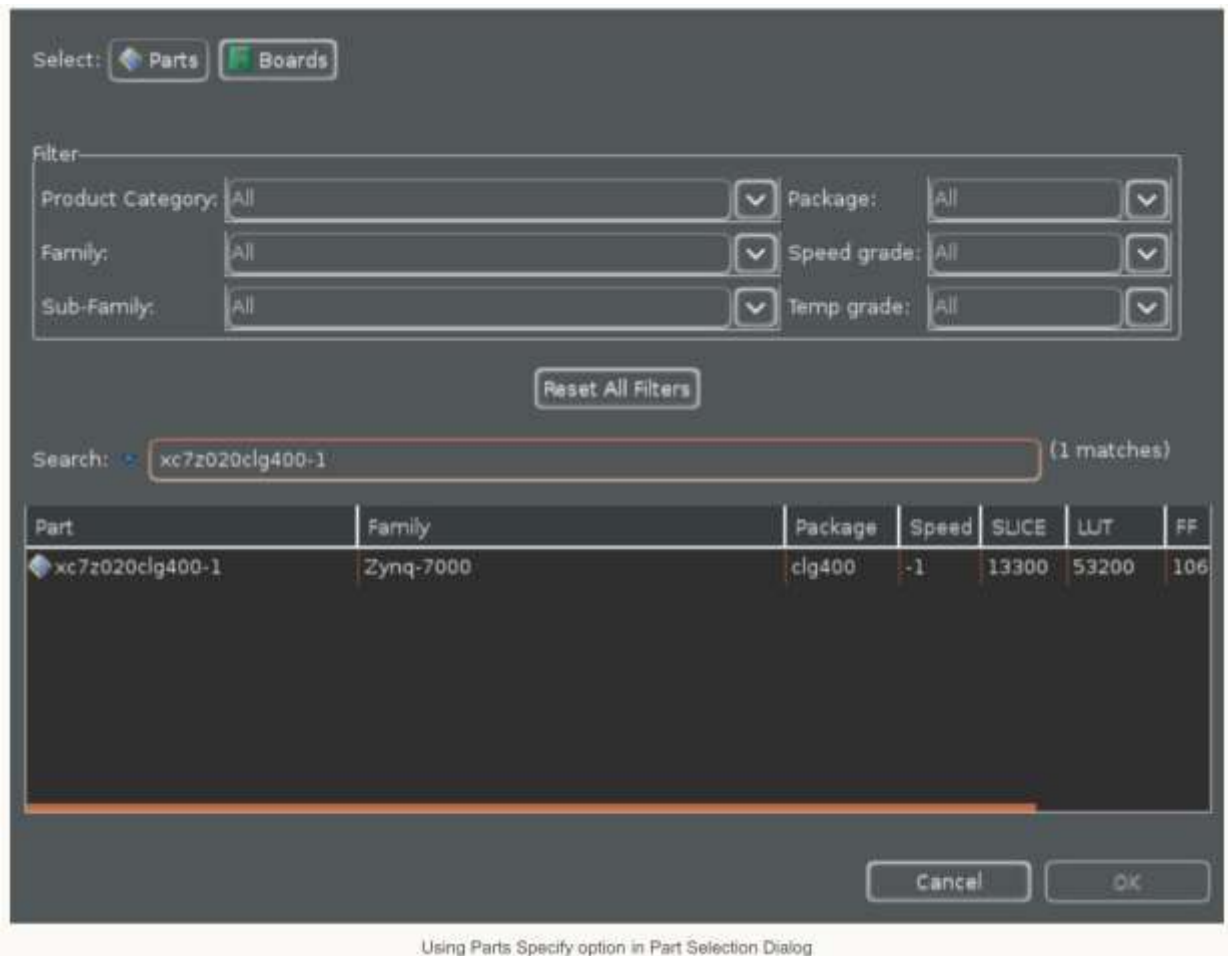 Select: Parts Boards
Filter
Product Category: All Package: All
Family: All Speed grade: All
Sub-Family: All Temp grade: All
Reset All Filters
Search: xc7z020clg400-1 (1 matches)
Part Family Package Speed SLICE LUT FF
xc7z020clg400-1 Zynq-7000 clg400 -1 13300 53200 106
Cancel OK
Using Parts Specify option in Part Selection Dialog